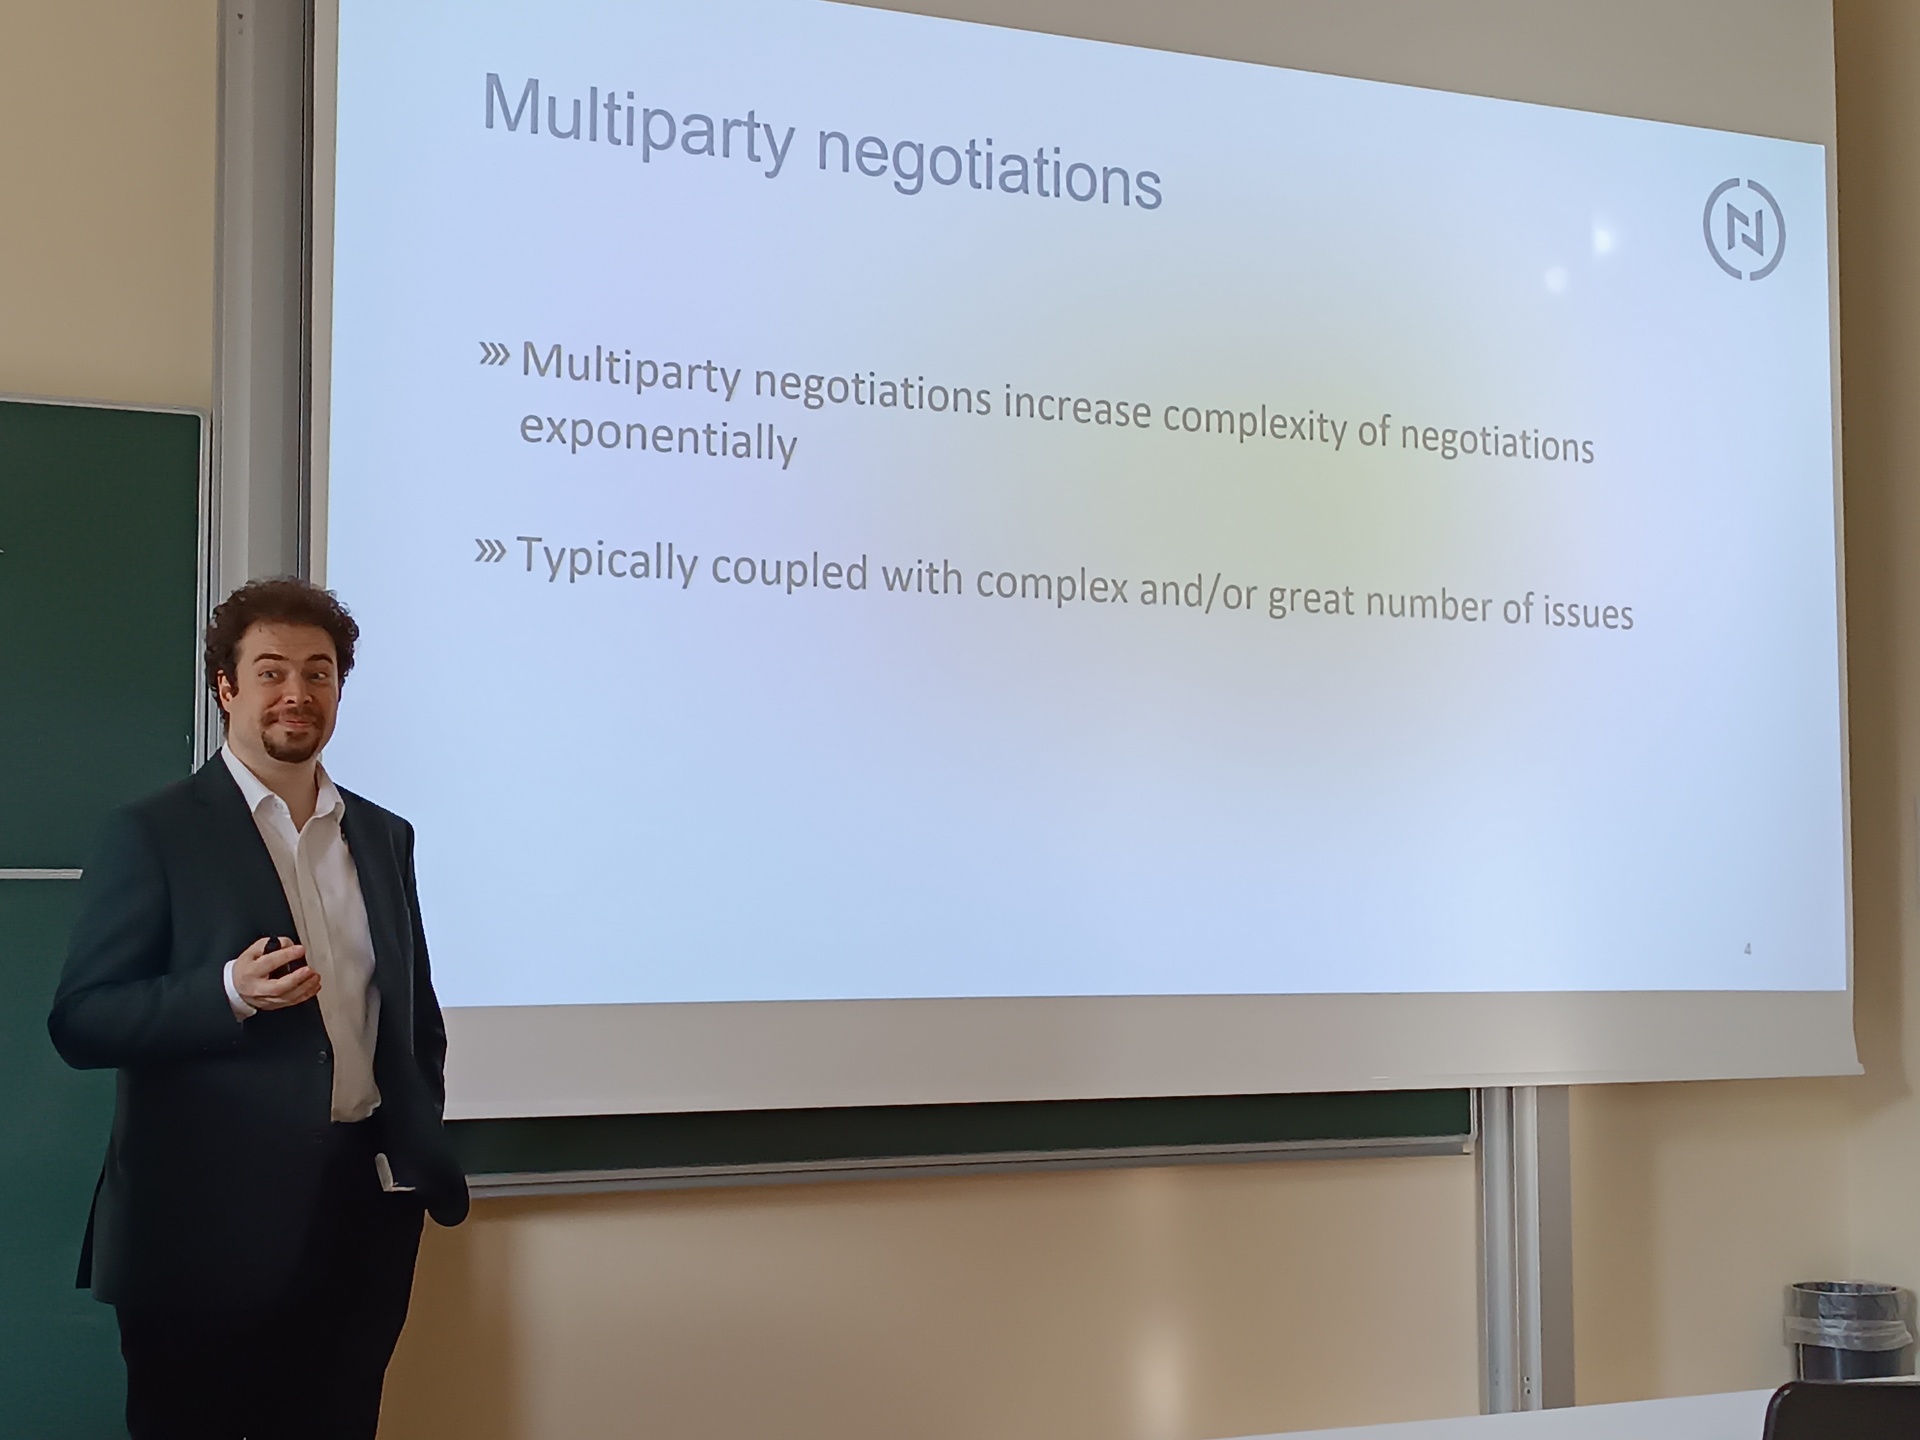 Multiparty negotiations
N
»› Multiparty negotiations increase complexity of negotiations
exponentially
»› Typically coupled with complex and/or great number of issues
4